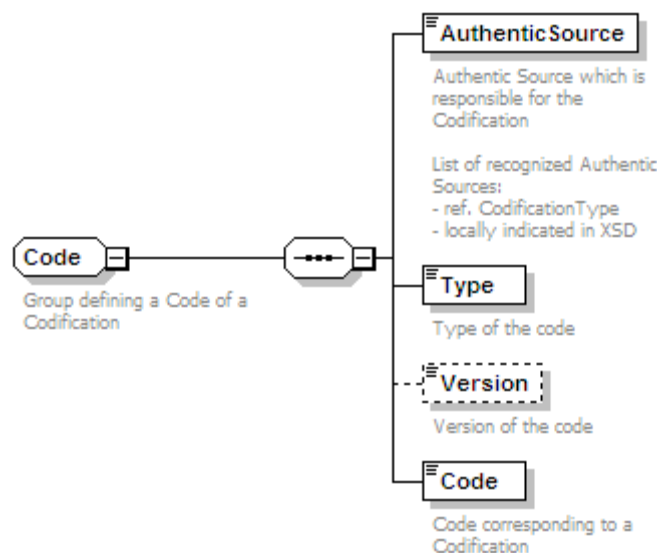 AuthenticSource
Authentic Source which is
responsible for the
Codification
List of recognized Authentic
Sources:
- ref. CodificationType
- locally indicated in XSD
Code
Group defining a Code of a
Codification
Type
Type of the code
Version
Version of the code
Code
Code corresponding to a
Codification